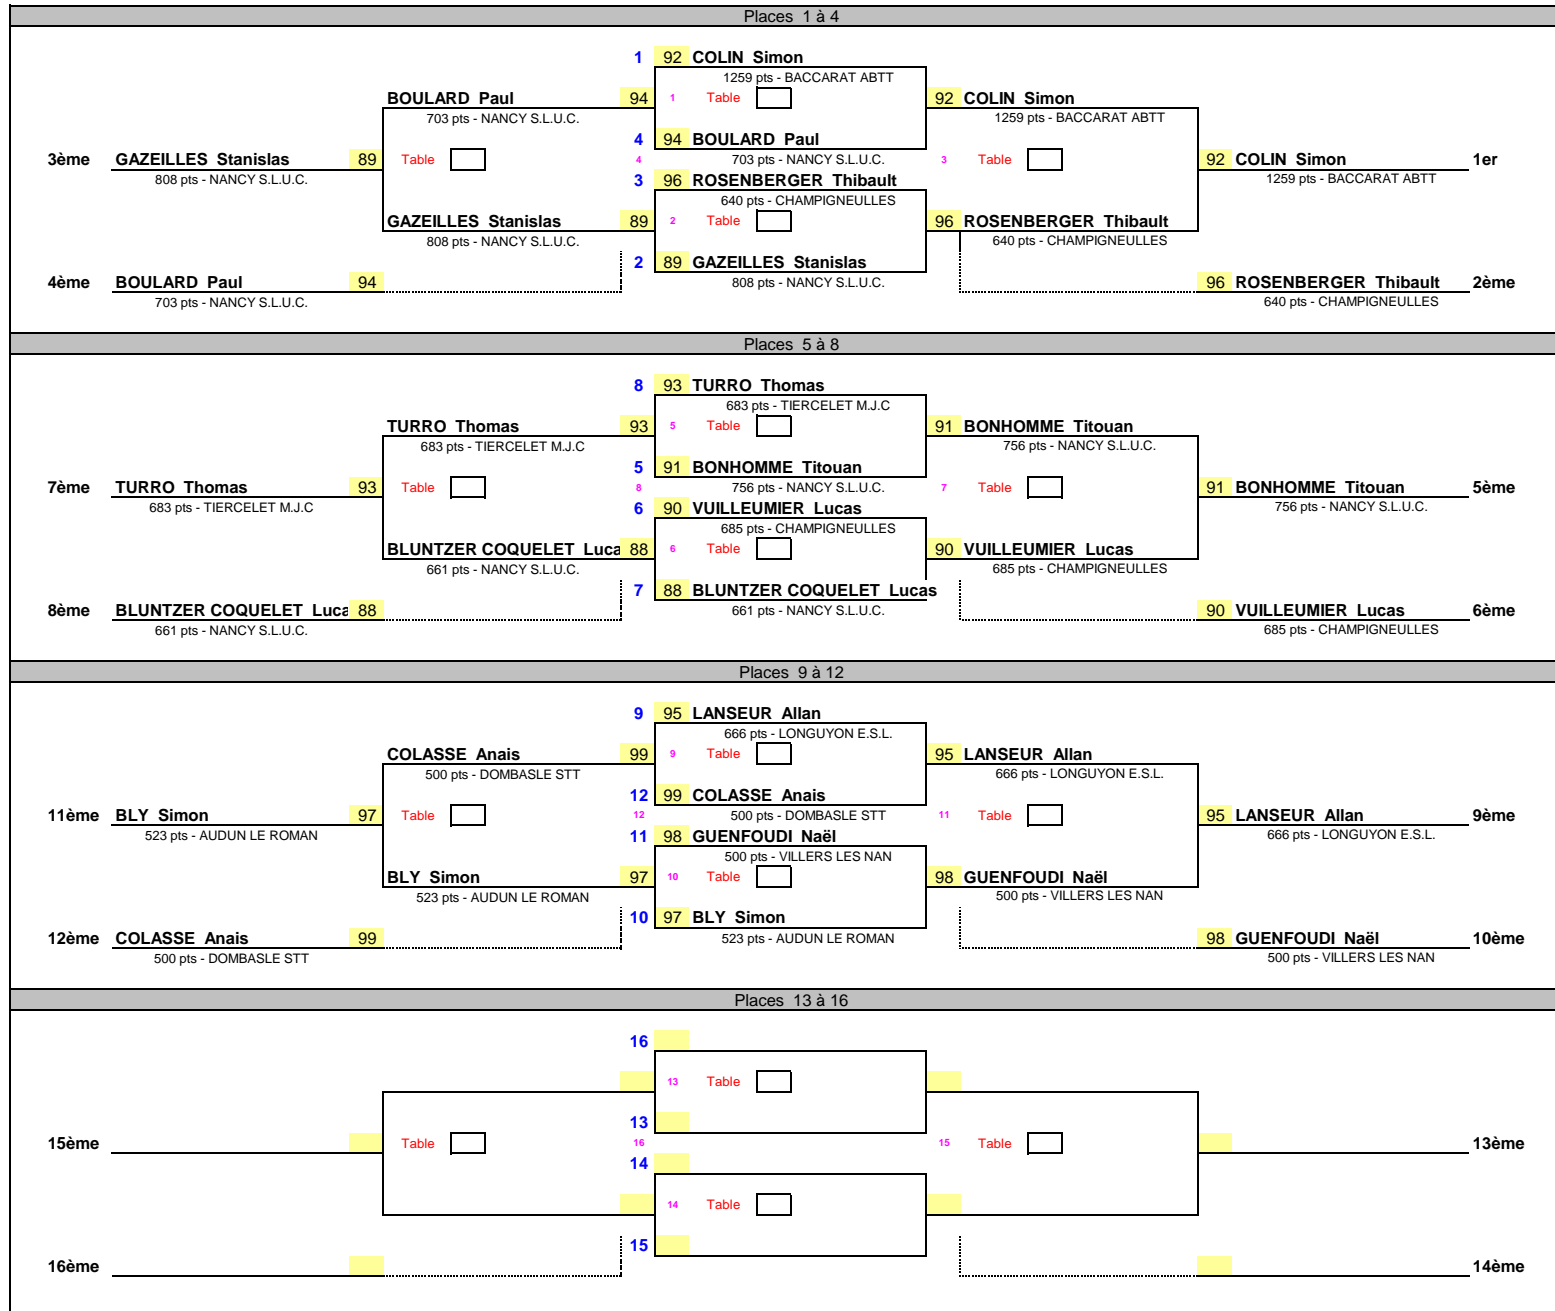 Places 1 à 4
1 92 COLIN Simon
1259 pts - BACCARAT ABTT
BOULARD Paul 94 1 Table 92 COLIN Simon
703 pts - NANCY S.L.U.C. 1259 pts - BACCARAT ABTT
4 94 BOULARD Paul
3ème GAZEILLES Stanislas 89 Table 4 703 pts - NANCY S.L.U.C. 3 Table 92 COLIN Simon 1er
808 pts - NANCY S.L.U.C. 3 96 ROSENBERGER Thibault 1259 pts - BACCARAT ABTT
640 pts - CHAMPIGNEULLES
GAZEILLES Stanislas 89 2 Table 96 ROSENBERGER Thibault
808 pts - NANCY S.L.U.C. 640 pts - CHAMPIGNEULLES
2 89 GAZEILLES Stanislas
4ème BOULARD Paul 94 808 pts - NANCY S.L.U.C. 96 ROSENBERGER Thibault 2ème
703 pts - NANCY S.L.U.C. 640 pts - CHAMPIGNEULLES
Places 5 à 8
8 93 TURRO Thomas
683 pts - TIERCELET M.J.C
TURRO Thomas 93 5 Table 91 BONHOMME Titouan
683 pts - TIERCELET M.J.C 756 pts - NANCY S.L.U.C.
5 91 BONHOMME Titouan
7ème TURRO Thomas 93 Table 8 756 pts - NANCY S.L.U.C. 7 Table 91 BONHOMME Titouan 5ème
683 pts - TIERCELET M.J.C 6 90 VUILLEUMIER Lucas 756 pts - NANCY S.L.U.C.
685 pts - CHAMPIGNEULLES
BLUNTZER COQUELET Luca 88 6 Table 90 VUILLEUMIER Lucas
661 pts - NANCY S.L.U.C. 685 pts - CHAMPIGNEULLES
7 88 BLUNTZER COQUELET Lucas
8ème BLUNTZER COQUELET Luca 88 661 pts - NANCY S.L.U.C. 90 VUILLEUMIER Lucas 6ème
661 pts - NANCY S.L.U.C. 685 pts - CHAMPIGNEULLES
Places 9 à 12
9 95 LANSEUR Allan
666 pts - LONGUYON E.S.L.
COLASSE Anais 99 9 Table 95 LANSEUR Allan
500 pts - DOMBASLE STT 666 pts - LONGUYON E.S.L.
12 99 COLASSE Anais
11ème BLY Simon 97 Table 12 500 pts - DOMBASLE STT 11 Table 95 LANSEUR Allan 9ème
523 pts - AUDUN LE ROMAN 11 98 GUENFOUDI Naël 666 pts - LONGUYON E.S.L.
500 pts - VILLERS LES NAN
BLY Simon 97 10 Table 98 GUENFOUDI Naël
523 pts - AUDUN LE ROMAN 500 pts - VILLERS LES NAN
10 97 BLY Simon
12ème COLASSE Anais 99 523 pts - AUDUN LE ROMAN 98 GUENFOUDI Naël 10ème
500 pts - DOMBASLE STT 500 pts - VILLERS LES NAN
Places 13 à 16
16
13 Table
13
15ème Table 16 15 Table 13ème
14
14 Table
15
16ème 14ème